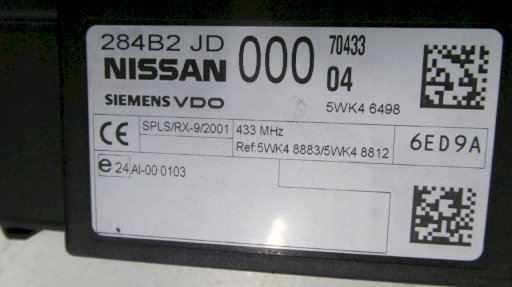 284B2 JD 000 70433
NISSAN 04
SIEMENS VDO 5WK4 6498
CE SPLS/RX-9/2001 433 MHz 6ED9A
Ref:5WK4 8883/5WK4 8812
e 24 AI-00 0103